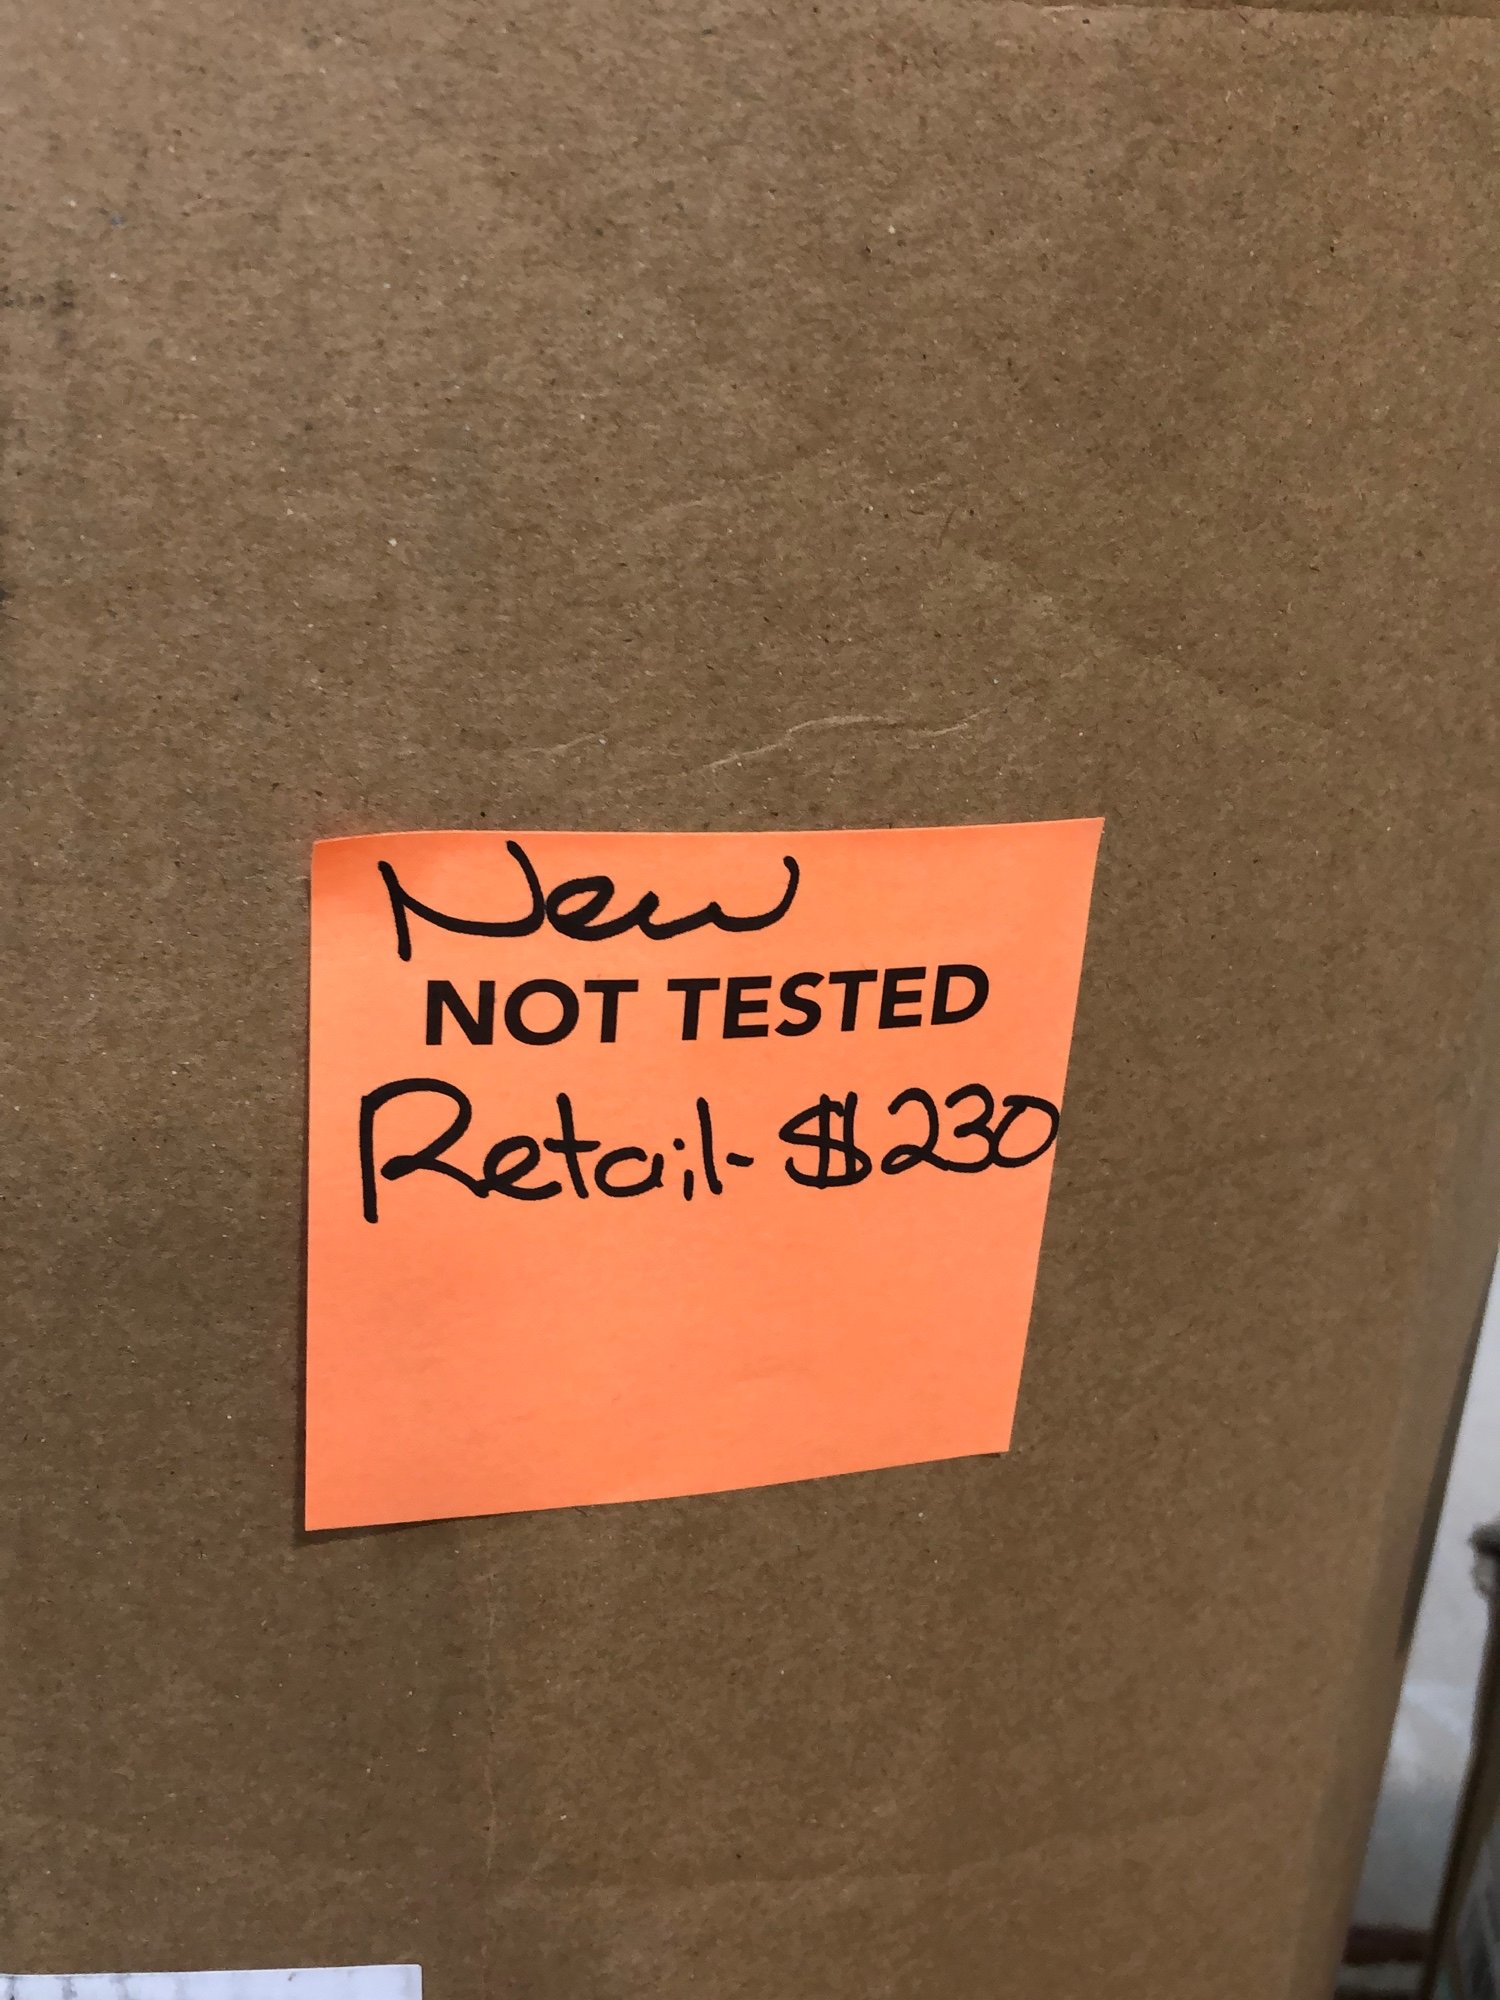 New
NOT TESTED
Retail- $230